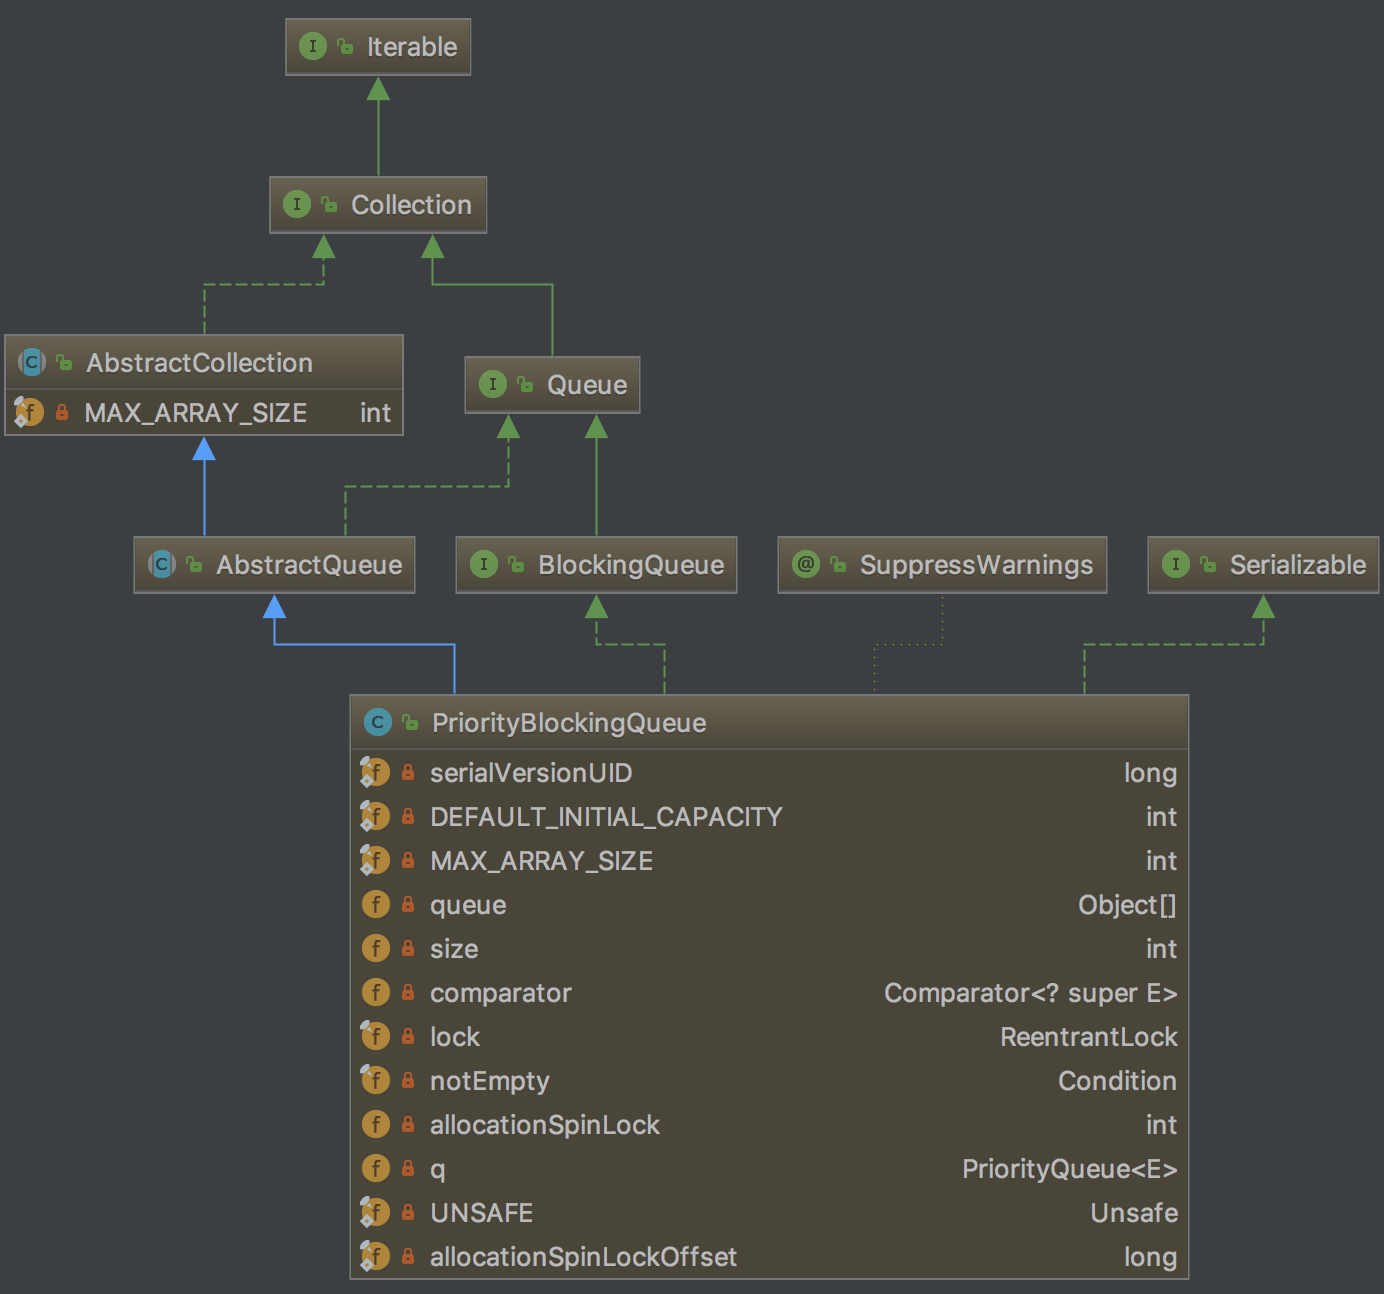 Iterable
Collection
AbstractCollection
MAX_ARRAY_SIZE int
Queue
AbstractQueue
BlockingQueue
SuppressWarnings
Serializable
PriorityBlockingQueue
serialVersionUID long
DEFAULT_INITIAL_CAPACITY int
MAX_ARRAY_SIZE int
queue Object[]
size int
comparator Comparator<? super E>
lock ReentrantLock
notEmpty Condition
allocationSpinLock int
q PriorityQueue<E>
UNSAFE Unsafe
allocationSpinLockOffset long